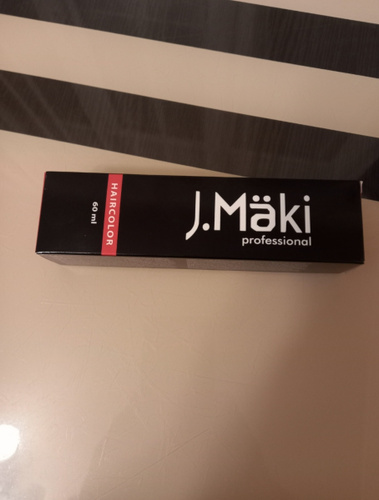 J.Mäki
professional
HAIRCOLOR
60 ml